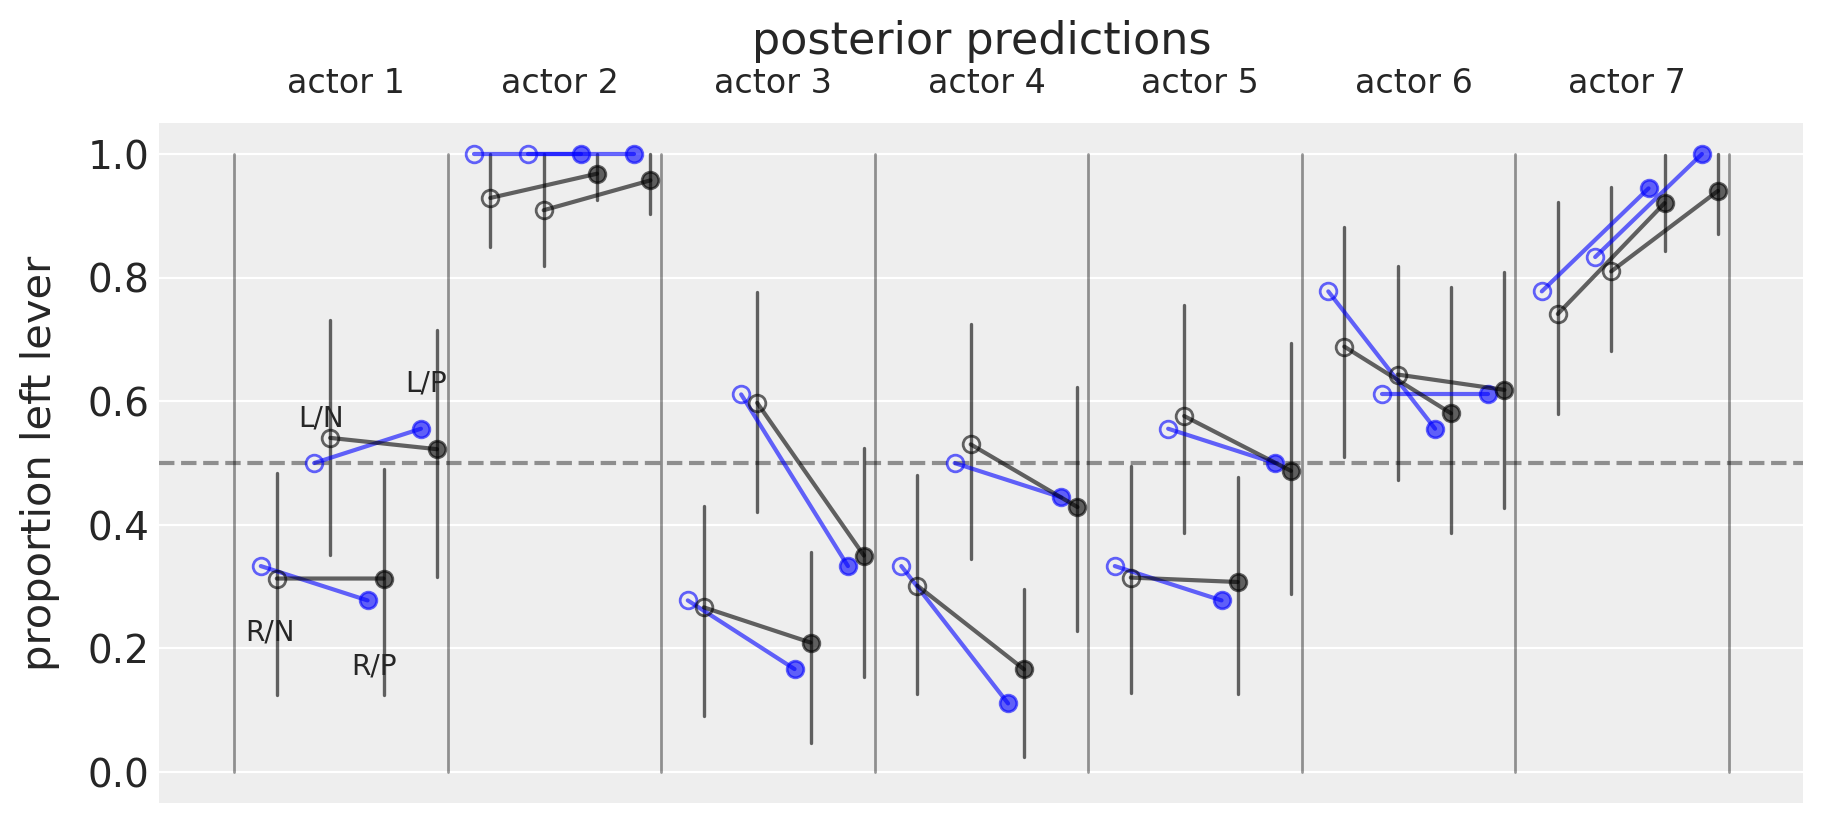 posterior predictions
actor 1 actor 2 actor 3 actor 4 actor 5 actor 6 actor 7
proportion left lever
1.0
0.8
0.6
0.4
0.2
0.0
L/P
L/N
R/N
R/P